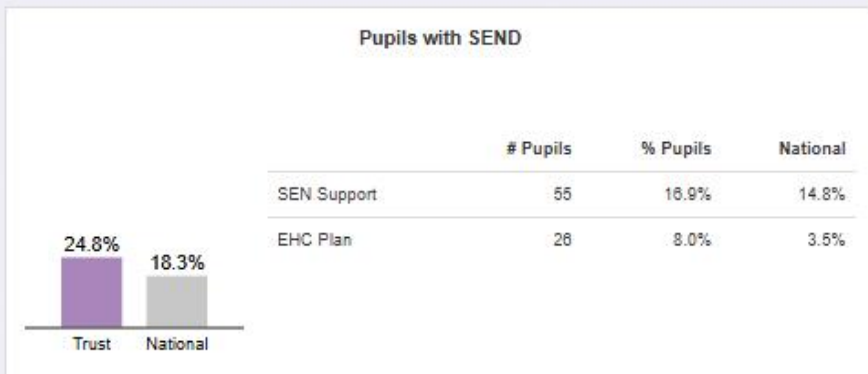 Pupils with SEND
# Pupils % Pupils National
SEN Support 55 16.9% 14.8%
EHC Plan 26 8.0% 3.5%
24.8%
18.3%
Trust National